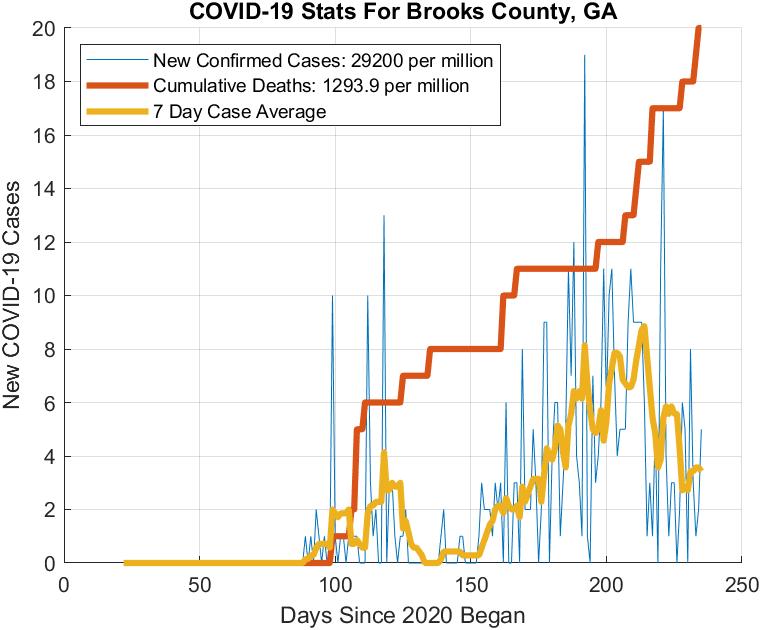 COVID-19 Stats For Brooks County, GA
New Confirmed Cases: 29200 per million
Cumulative Deaths: 1293.9 per million
7 Day Case Average
New COVID-19 Cases
20
18
16
14
12
10
8
6
4
2
0
0 50 100 150 200 250
Days Since 2020 Began